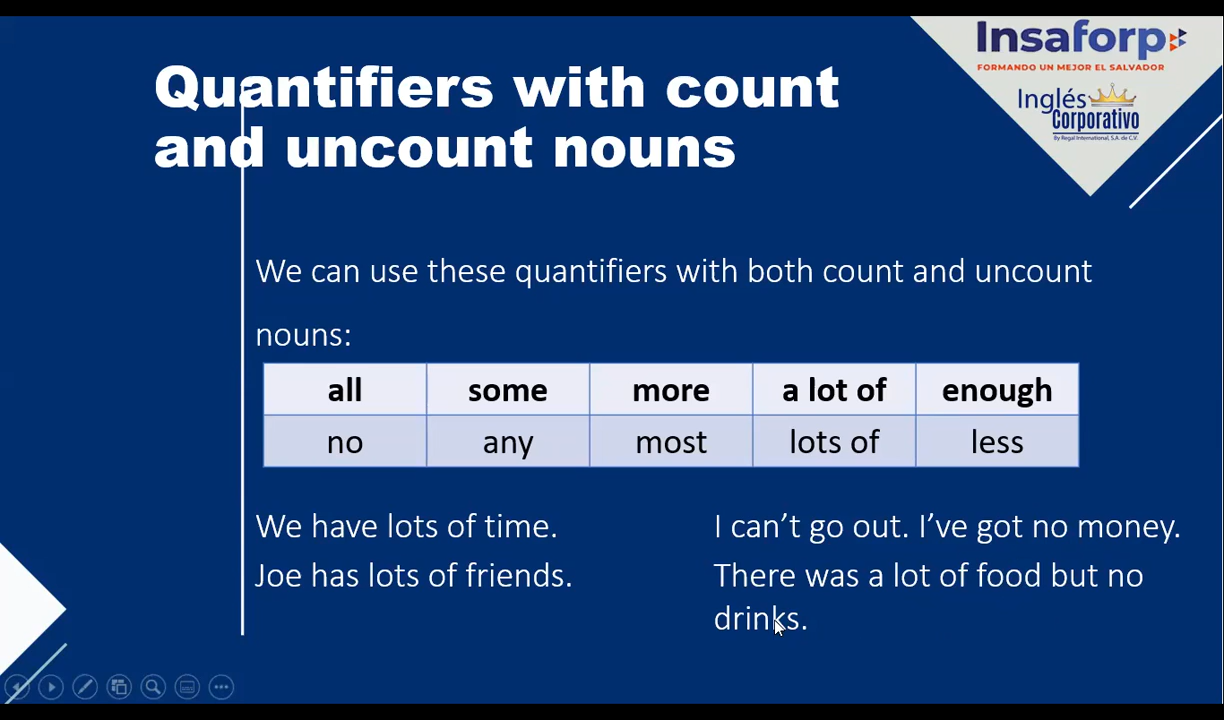 Insaforp
FORMANDO UN MEJOR EL SALVADOR
Inglés
Corporativo
By Regal International, S.A. de C.V.
Quantifiers with count
and uncount nouns
We can use these quantifiers with both count and uncount
nouns:
all some more a lot of enough
no any most lots of less
We have lots of time.
Joe has lots of friends.
I can't go out. I've got no money.
There was a lot of food but no
drinks.